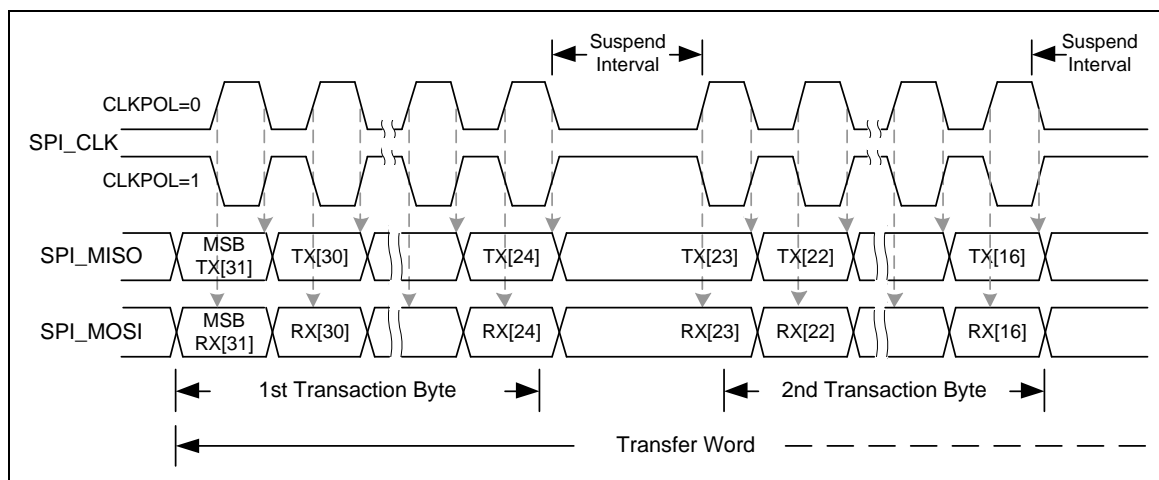 Suspend
Interval
Suspend
Interval
CLKPOL=0
SPI_CLK
CLKPOL=1
SPI_MISO
MSB
TX[31]
TX[30]
TX[24]
TX[23]
TX[22]
TX[16]
SPI_MOSI
MSB
RX[31]
RX[30]
RX[24]
RX[23]
RX[22]
RX[16]
1st Transaction Byte
2nd Transaction Byte
Transfer Word